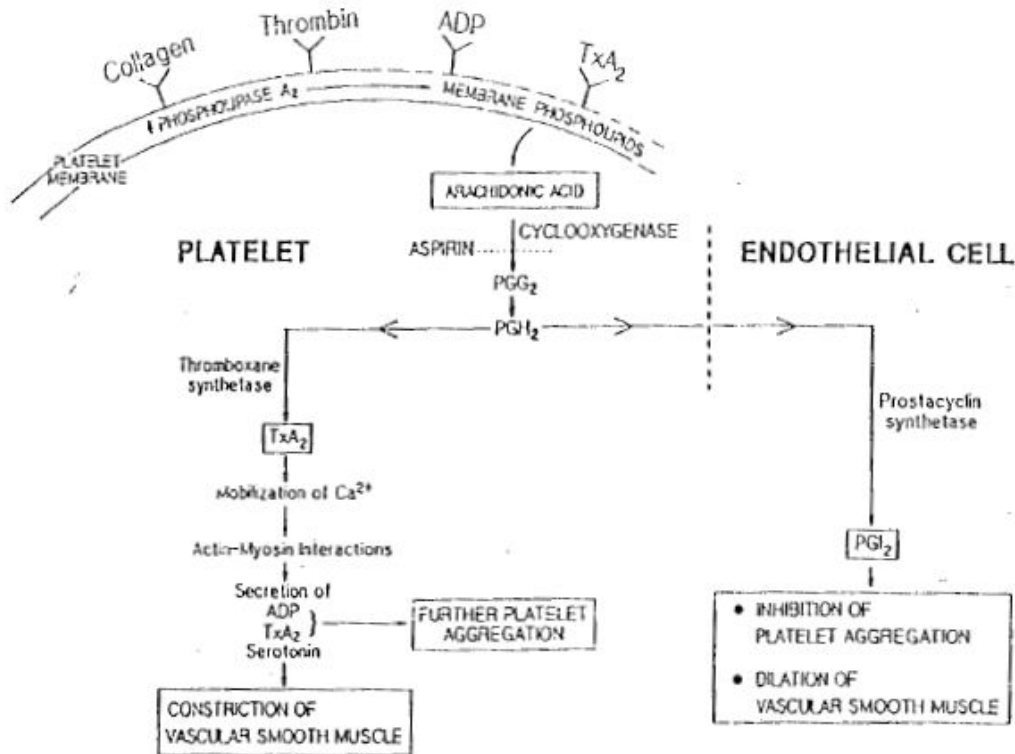 Collagen
Thrombin
ADP
TxA₂
PHOSPHOLIPASE A₂
MEMBRANE PHOSPHOLIPIDS
PLATELET
MEMBRANE
ARACHIDONIC ACID
CYCLOOXYGENASE
ASPIRIN
PLATELET
ENDOTHELIAL CELL
PGG₂
PGH₂
Thromboxane
synthetase
Prostacyclin
synthetase
TxA₂
Mobilization of Ca²⁺
Actin-Myosin Interactions
PGI₂
Secretion of
ADP
TxA₂
Serotonin
FURTHER PLATELET
AGGREGATION
CONSTRICTION OF
VASCULAR SMOOTH MUSCLE
• INHIBITION OF
PLATELET AGGREGATION
• DILATION OF
VASCULAR SMOOTH MUSCLE